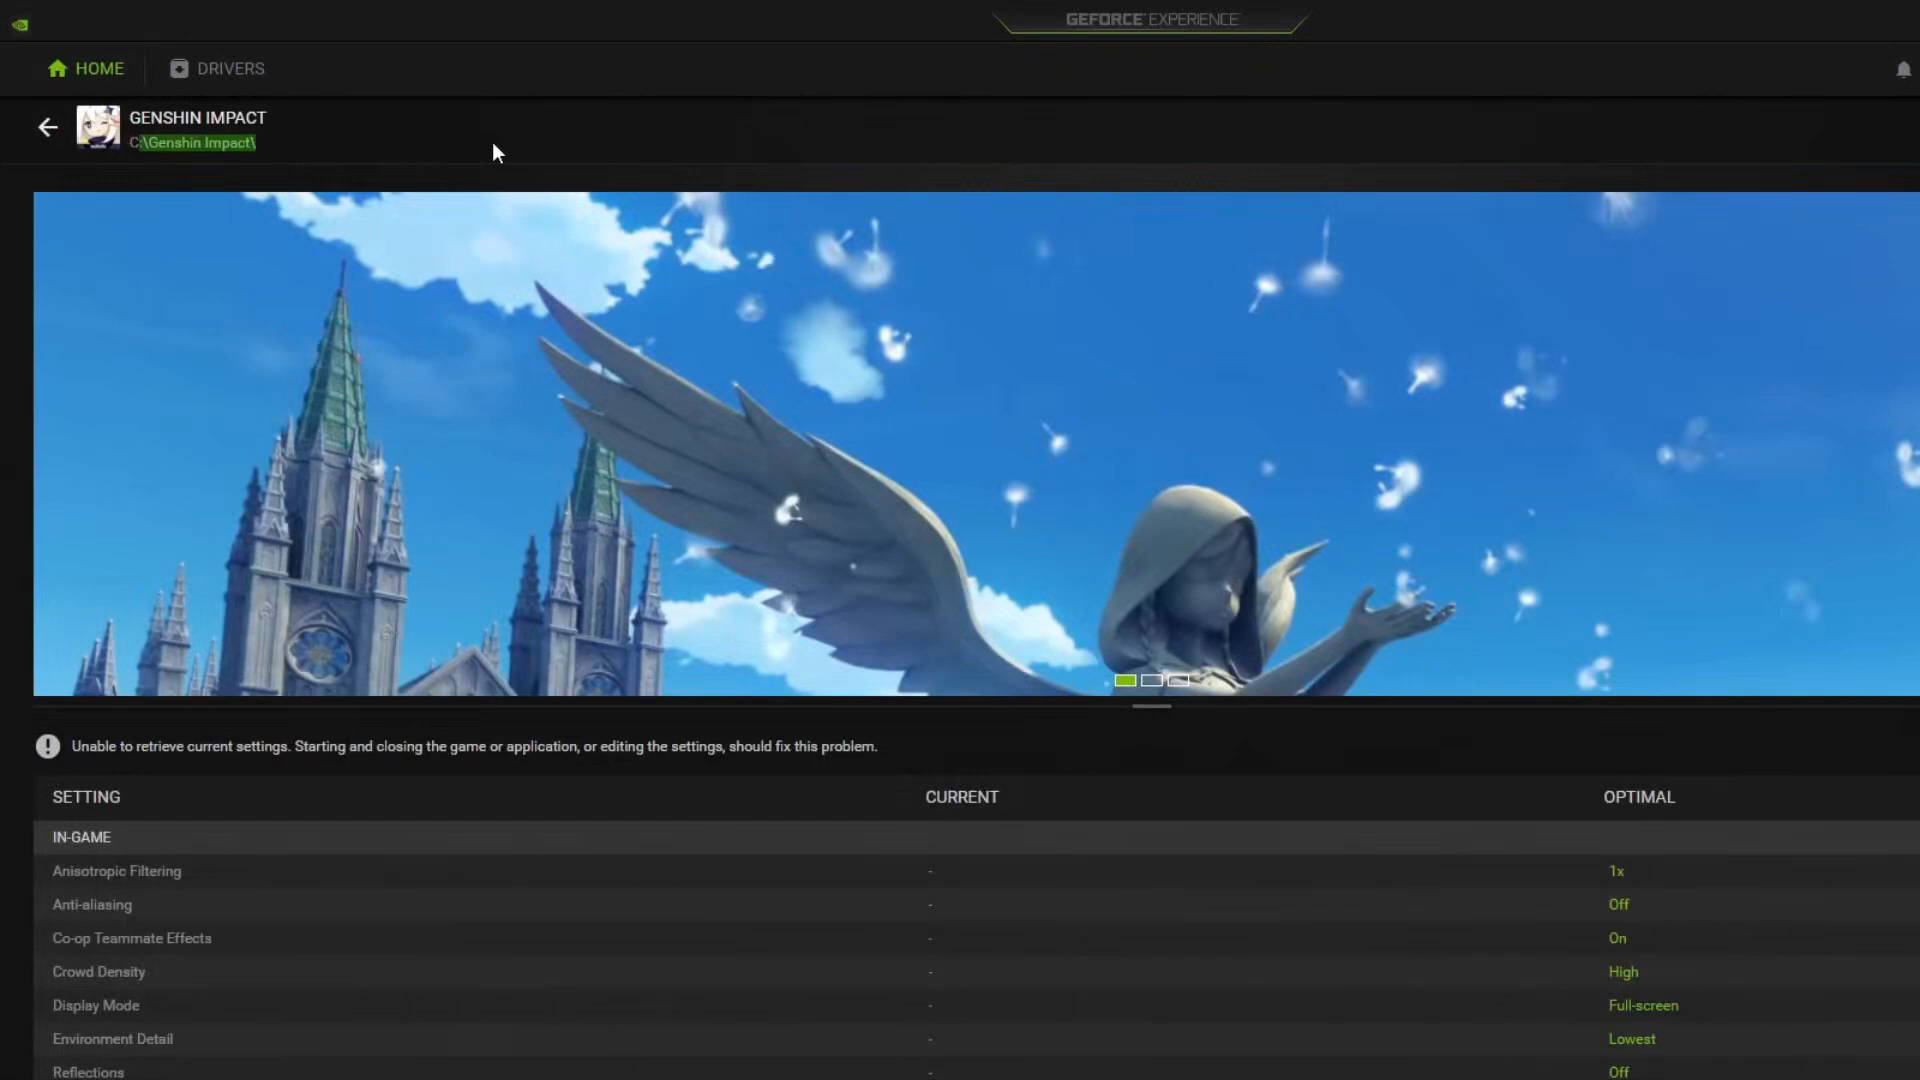 GEFORCE EXPERIENCE
HOME
DRIVERS
GENSHIN IMPACT
C:\Genshin Impact\
Unable to retrieve current settings. Starting and closing the game or application, or editing the settings, should fix this problem.
SETTING CURRENT OPTIMAL
IN-GAME
Anisotropic Filtering - 1x
Anti-aliasing - Off
Co-op Teammate Effects - On
Crowd Density - High
Display Mode - Full-screen
Environment Detail - Lowest
Reflections - Off